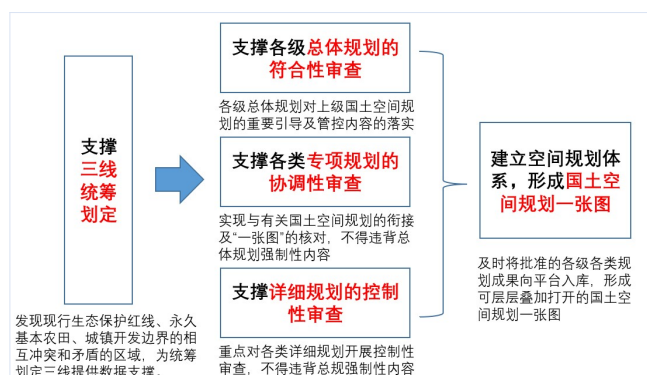 支撑
三线
统筹
划定
发现现行生态保护红线、永久
基本农田、城镇开发边界的相
互冲突和矛盾的区域，为统筹
划定三线提供数据支撑。
支撑各级总体规划的
符合性审查
各级总体规划对上级国土空间规
划的重要引导及管控内容的落实
支撑各类专项规划的
协调性审查
实现与有关国土空间规划的衔接
及“一张图”的核对，不得违背总
体规划强制性内容
支撑详细规划的控制
性审查
重点对各类详细规划开展控制性
审查，不得违背总规强制性内容
建立空间规划体
系，形成国土空
间规划一张图
及时将批准的各级各类规
划成果向平台入库，形成
可层层叠加打开的国土空
间规划一张图